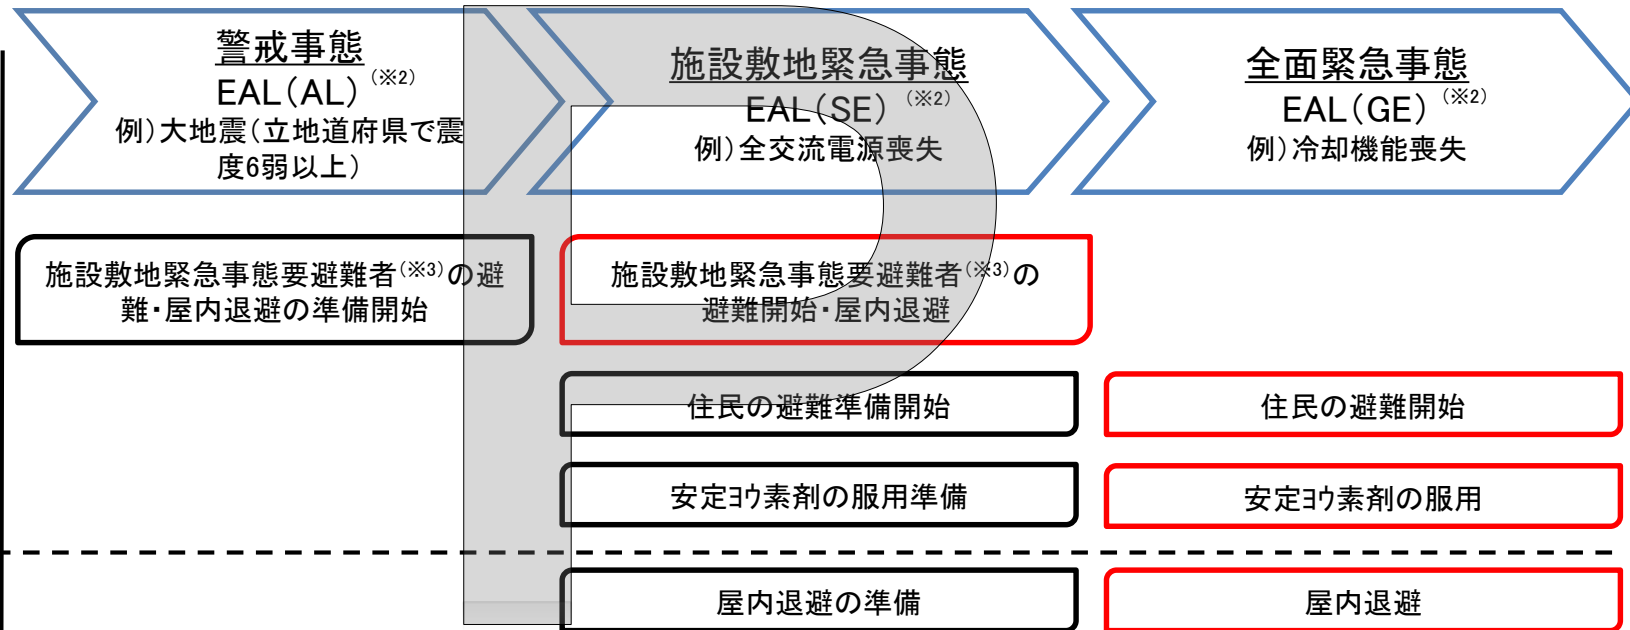 警戒事態
EAL(AL)(※2)
例)大地震(立地道府県で震
度6弱以上)
施設敷地緊急事態
EAL(SE)(※2)
例)全交流電源喪失
全面緊急事態
EAL(GE)(※2)
例)冷却機能喪失
施設敷地緊急事態要避難者(※3)の避
難・屋内退避の準備開始
施設敷地緊急事態要避難者(※3)の
避難開始・屋内退避
住民の避難準備開始
住民の避難開始
安定ヨウ素剤の服用準備
安定ヨウ素剤の服用
屋内退避の準備
屋内退避